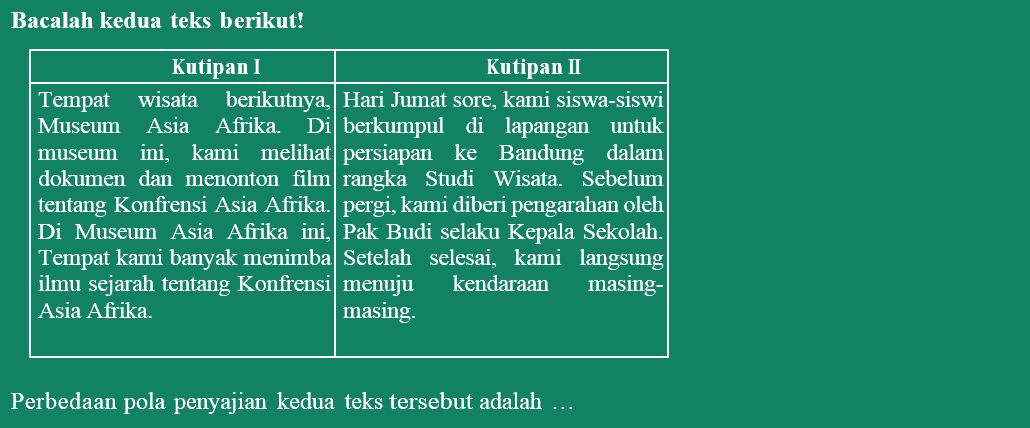 Bacalah kedua teks berikut!
Kutipan I
Tempat wisata berikutnya,
Museum Asia Afrika. Di
museum ini, kami melihat
dokumen dan menonton film
tentang Konfrensi Asia Afrika.
Di Museum Asia Afrika ini,
Tempat kami banyak menimba
ilmu sejarah tentang Konfrensi
Asia Afrika.
Kutipan II
Hari Jumat sore, kami siswa-siswi
berkumpul di lapangan untuk
persiapan ke Bandung dalam
rangka Studi Wisata. Sebelum
pergi, kami diberi pengarahan oleh
Pak Budi selaku Kepala Sekolah.
Setelah selesai, kami langsung
menuju kendaraan masing-
masing.
Perbedaan pola penyajian kedua teks tersebut adalah …